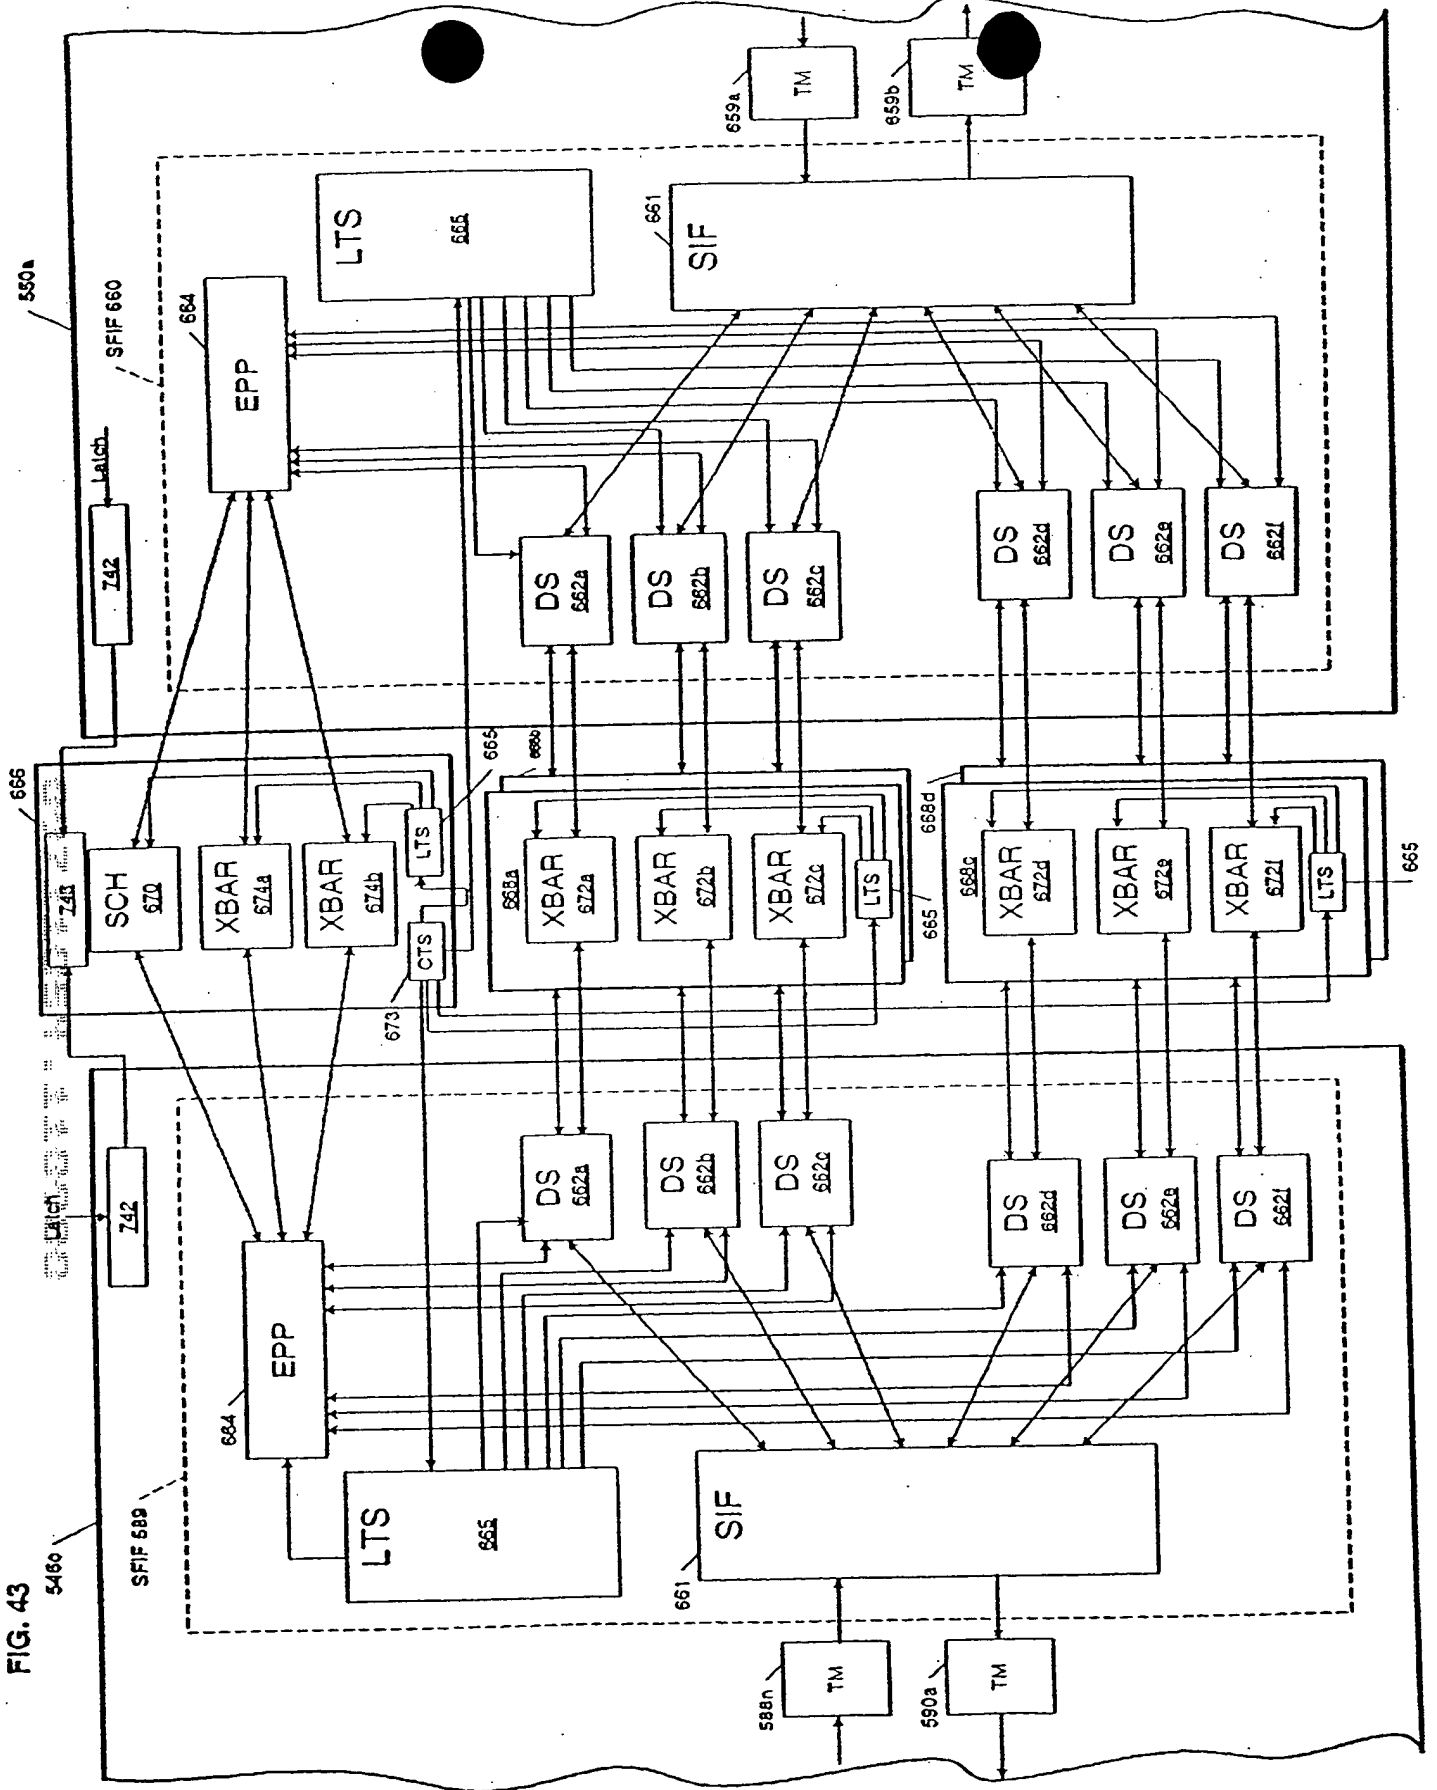 FIG. 43
546o
SFIF 589
684
EPP
LTS
665
661
SIF
588n
TM
590a
TM
Latch
742
DS
662a
DS
662b
DS
662c
DS
662d
DS
662e
DS
662f
666
743
SCH
670
XBAR
674a
XBAR
674b
LTS
665
CTS
673
668b
668a
XBAR
672a
XBAR
672b
XBAR
672c
LTS
665
668d
668c
XBAR
672d
XBAR
672e
XBAR
672f
LTS
665
550a
SFIF 660
Latch
742
664
EPP
LTS
665
661
SIF
659a
TM
659b
TM
DS
662a
DS
662b
DS
662c
DS
662d
DS
662e
DS
662f